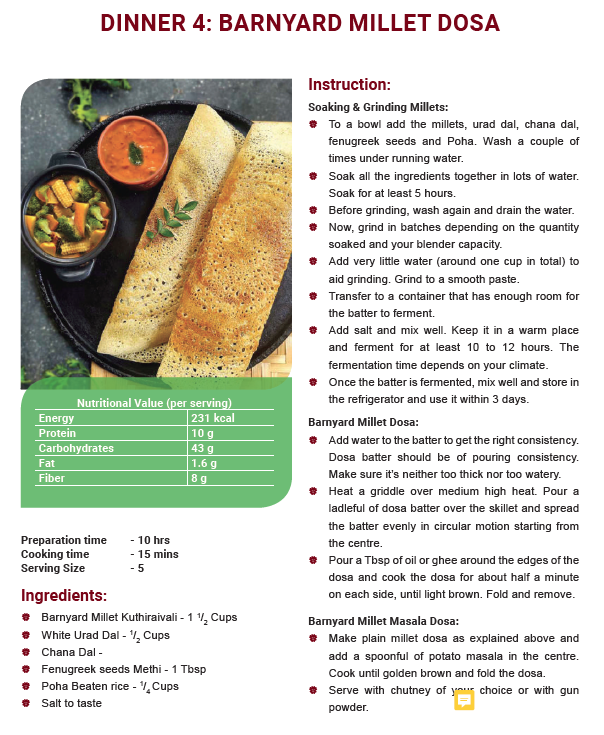 DINNER 4: BARNYARD MILLET DOSA
Nutritional Value (per serving)
Energy 231 kcal
Protein 10 g
Carbohydrates 43 g
Fat 1.6 g
Fiber 8 g
Preparation time - 10 hrs
Cooking time - 15 mins
Serving Size - 5
Ingredients:
Barnyard Millet Kuthiraivali - 1 1/2 Cups
White Urad Dal - 1/2 Cups
Chana Dal -
Fenugreek seeds Methi - 1 Tbsp
Poha Beaten rice - 1/4 Cups
Salt to taste
Instruction:
Soaking & Grinding Millets:
To a bowl add the millets, urad dal, chana dal,
fenugreek seeds and Poha. Wash a couple of
times under running water.
Soak all the ingredients together in lots of water.
Soak for at least 5 hours.
Before grinding, wash again and drain the water.
Now, grind in batches depending on the quantity
soaked and your blender capacity.
Add very little water (around one cup in total) to
aid grinding. Grind to a smooth paste.
Transfer to a container that has enough room for
the batter to ferment.
Add salt and mix well. Keep it in a warm place
and ferment for at least 10 to 12 hours. The
fermentation time depends on your climate.
Once the batter is fermented, mix well and store in
the refrigerator and use it within 3 days.
Barnyard Millet Dosa:
Add water to the batter to get the right consistency.
Dosa batter should be of pouring consistency.
Make sure it's neither too thick nor too watery.
Heat a griddle over medium high heat. Pour a
ladleful of dosa batter over the skillet and spread
the batter evenly in circular motion starting from
the centre.
Pour a Tbsp of oil or ghee around the edges of the
dosa and cook the dosa for about half a minute
on each side, until light brown. Fold and remove.
Barnyard Millet Masala Dosa:
Make plain millet dosa as explained above and
add a spoonful of potato masala in the centre.
Cook until golden brown and fold the dosa.
Serve with chutney of your choice or with gun
powder.